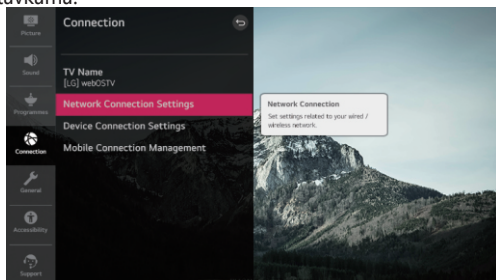 Connection
Picture
Sound
TV Name
[LG] webOSTV
Programmes
Network Connection Settings
Network Connection
Set settings related to your wired /
wireless network.
Device Connection Settings
Connection
Mobile Connection Management
General
Accessibility
Support